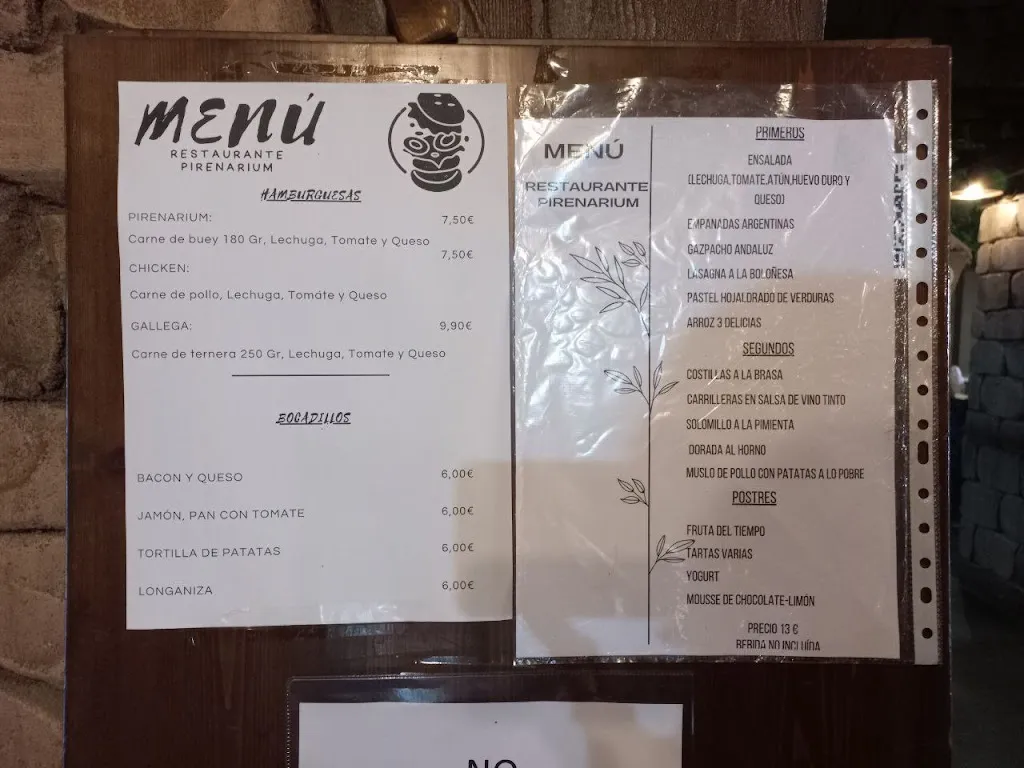 MENÚ
RESTAURANTE
PIRENARIUM
HAMBURGUESAS
PIRENARIUM: 7,50€
Carne de buey 180 Gr, Lechuga, Tomate y Queso
CHICKEN: 7,50€
Carne de pollo, Lechuga, Tomáte y Queso
GALLEGA: 9,90€
Carne de ternera 250 Gr, Lechuga, Tomate y Queso
BOCADILLOS
BACON Y QUESO 6,00€
JAMÓN, PAN CON TOMATE 6,00€
TORTILLA DE PATATAS 6,00€
LONGANIZA 6,00€
MENÚ
RESTAURANTE
PIRENARIUM
PRIMERUS
ENSALADA
(LECHUGA,TOMATE,ATÚN,HUEVO DURO Y
QUESO)
EMPANADAS ARGENTINAS
GAZPACHO ANDALUZ
LASAGNA A LA BOLOÑESA
PASTEL HOJALDRADO DE VERDURAS
ARROZ 3 DELICIAS
SEGUNDOS
COSTILLAS A LA BRASA
CARRILLERAS EN SALSA DE VINO TINTO
SOLOMILLO A LA PIMIENTA
DORADA AL HORNO
MUSLO DE POLLO CON PATATAS A LO POBRE
POSTRES
FRUTA DEL TIEMPO
TARTAS VARIAS
YOGURT
MOUSSE DE CHOCOLATE-LIMÓN
PRECIO 13 €
BEBIDA NO INCLUÍDA
NO